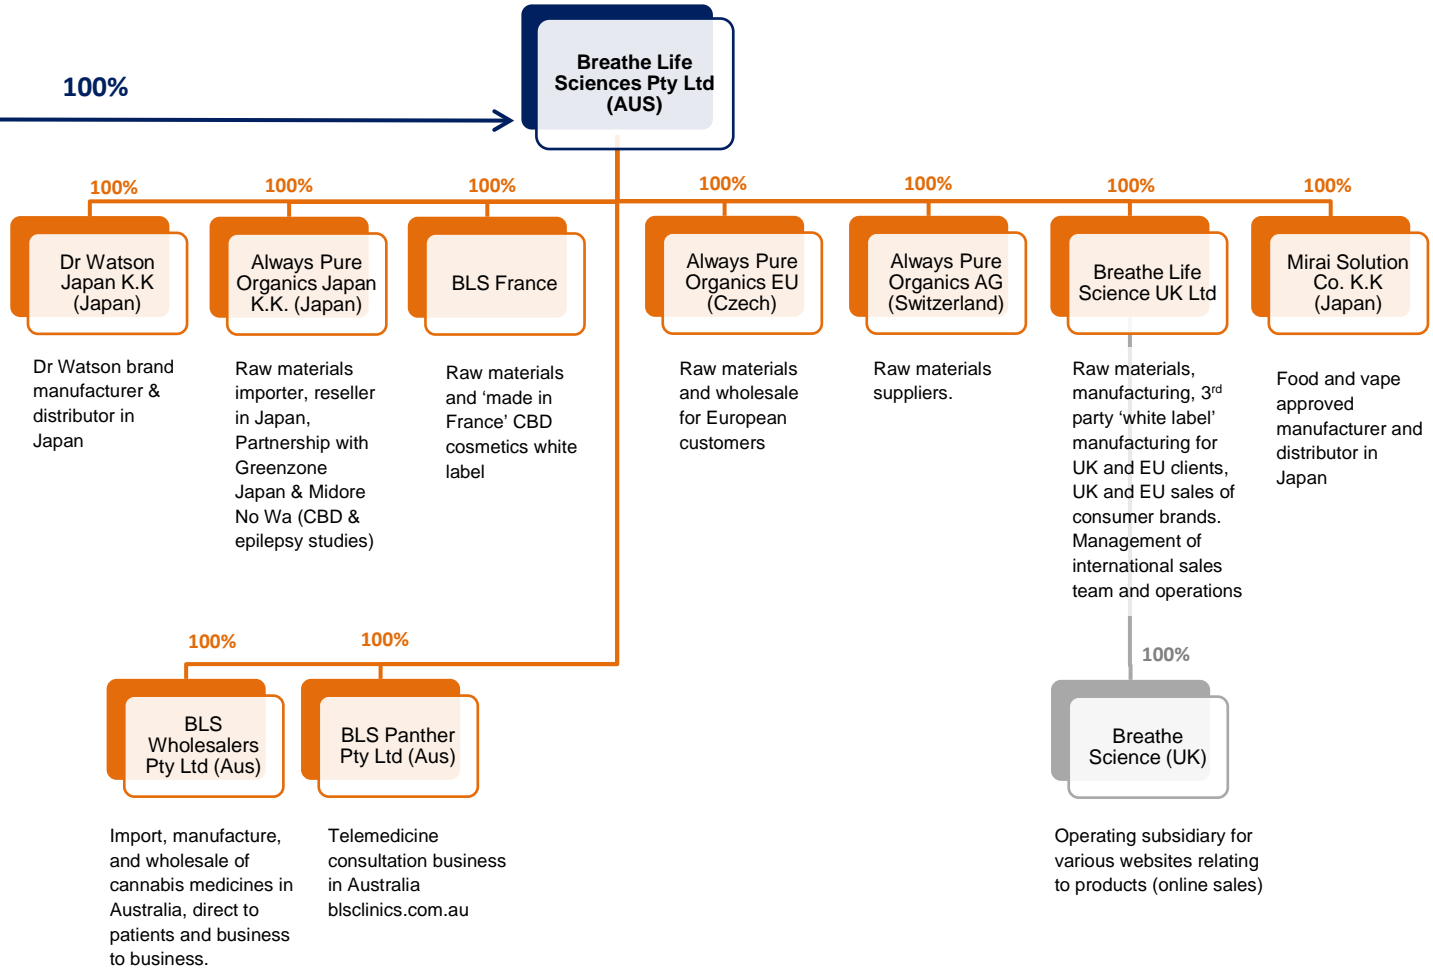 Breathe Life
Sciences Pty Ltd
(AUS)
100%
100%
100%
100%
100%
100%
100%
100%
Dr Watson
Japan K.K
(Japan)
Always Pure
Organics Japan
K.K. (Japan)
BLS France
Always Pure
Organics EU
(Czech)
Always Pure
Organics AG
(Switzerland)
Breathe Life
Science UK Ltd
Mirai Solution
Co. K.K
(Japan)
Dr Watson brand
manufacturer &
distributor in
Japan
Raw materials
importer, reseller
in Japan,
Partnership with
Greenzone
Japan & Midore
No Wa (CBD &
epilepsy studies)
Raw materials
and ‘made in
France’ CBD
cosmetics white
label
Raw materials
and wholesale
for European
customers
Raw materials
suppliers.
Raw materials,
manufacturing, 3rd
party ‘white label’
manufacturing for
UK and EU clients,
UK and EU sales of
consumer brands.
Management of
international sales
team and operations
Food and vape
approved
manufacturer and
distributor in
Japan
100%
100%
100%
BLS
Wholesalers
Pty Ltd (Aus)
BLS Panther
Pty Ltd (Aus)
Breathe
Science (UK)
Import, manufacture,
and wholesale of
cannabis medicines in
Australia, direct to
patients and business
to business.
Telemedicine
consultation business
in Australia
blsclinics.com.au
Operating subsidiary for
various websites relating
to products (online sales)